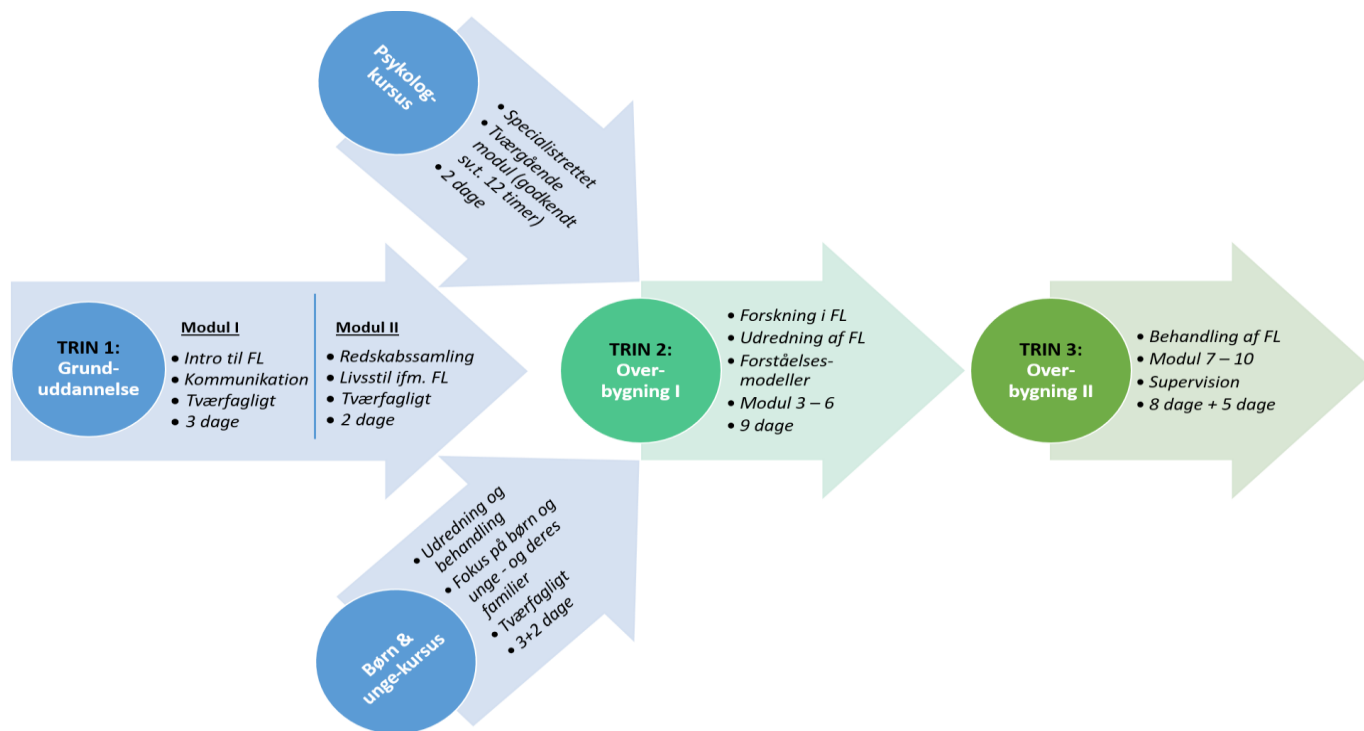 Psykolog-
kursus
• Specialistrettet
• Tværgående
modul (godkendt
sv.t. 12 timer)
• 2 dage
TRIN 1:
Grund-
uddannelse
Modul I
• Intro til FL
• Kommunikation
• Tværfagligt
• 3 dage
Modul II
• Redskabssamling
• Livsstil ifm. FL
• Tværfagligt
• 2 dage
TRIN 2:
Over-
bygning I
• Forskning i FL
• Udredning af FL
• Forståelses-
modeller
• Modul 3 – 6
• 9 dage
TRIN 3:
Over-
bygning II
• Behandling af FL
• Modul 7 – 10
• Supervision
• 8 dage + 5 dage
Børn &
unge-kursus
• Udredning og
behandling
• Fokus på børn og
unge - og deres
familier
• Tværfagligt
• 3+2 dage